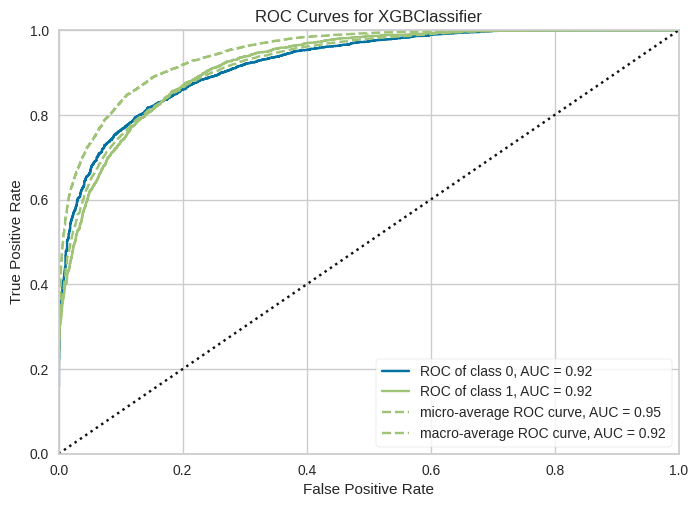 ROC Curves for XGBClassifier
1.0
0.8
0.6
0.4
0.2
0.0
True Positive Rate
ROC of class 0, AUC = 0.92
ROC of class 1, AUC = 0.92
micro-average ROC curve, AUC = 0.95
macro-average ROC curve, AUC = 0.92
0.0 0.2 0.4 0.6 0.8 1.0
False Positive Rate